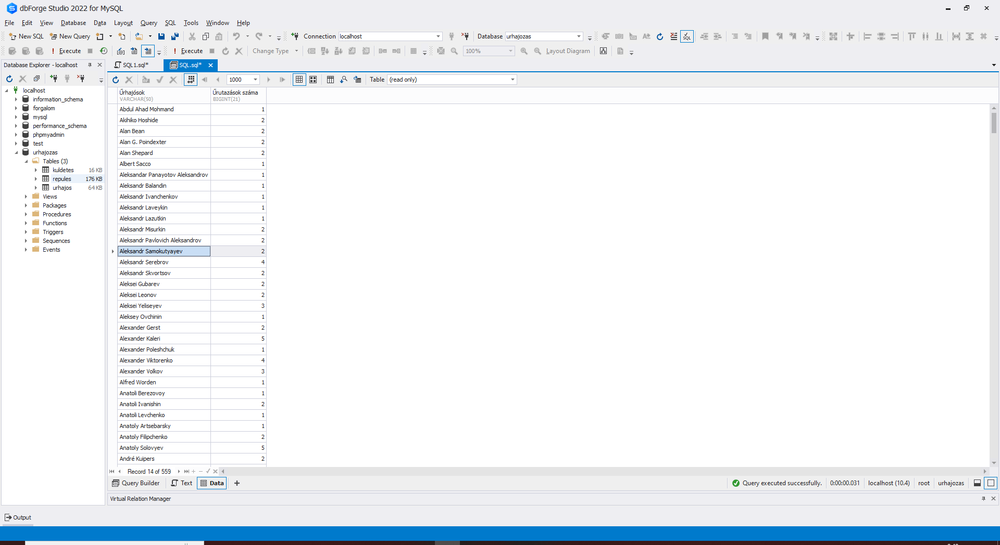 dbForge Studio 2022 for MySQL
File Edit View Database Data Layout Query SQL Tools Window Help
New SQL New Query Connection localhost Database urhajozas
Execute Execute Change Type 100% Layout Diagram
Database Explorer - localhost
SQL1.sql* SQL.sql*
1000 Table (read only)
localhost
information_schema
forgalom
mysql
performance_schema
phpmyadmin
test
urhajozas
Tables (3)
kuldetes 16 KB
repules 176 KB
urhajos 64 KB
Views
Packages
Procedures
Functions
Triggers
Sequences
Events
Űrhajósok Űrutazások száma
VARCHAR(50) BIGINT(21)
Abdul Ahad Mohmand 1
Akihiko Hoshide 2
Alan Bean 2
Alan G. Poindexter 2
Alan Shepard 2
Albert Sacco 1
Aleksandar Panayotov Aleksandrov 1
Aleksandr Balandin 1
Aleksandr Ivanchenkov 1
Aleksandr Laveykin 1
Aleksandr Lazutkin 1
Aleksandr Misurkin 2
Aleksandr Pavlovich Aleksandrov 2
Aleksandr Samokutyayev 2
Aleksandr Serebrov 4
Aleksandr Skvortsov 2
Aleksei Gubarev 2
Aleksei Leonov 2
Aleksei Yeliseyev 3
Aleksey Ovchinin 1
Alexander Gerst 2
Alexander Kaleri 5
Alexander Poleshchuk 1
Alexander Viktorenko 4
Alexander Volkov 3
Alfred Worden 1
Anatoli Berezovoy 1
Anatoli Ivanishin 2
Anatoli Levchenko 1
Anatoly Artsebarsky 1
Anatoly Filipchenko 2
Anatoly Solovyev 5
André Kuipers 2
Record 14 of 559
Query Builder Text Data
Query executed successfully. 0:00:00.031 localhost (10.4) root urhajozas
Virtual Relation Manager
Output